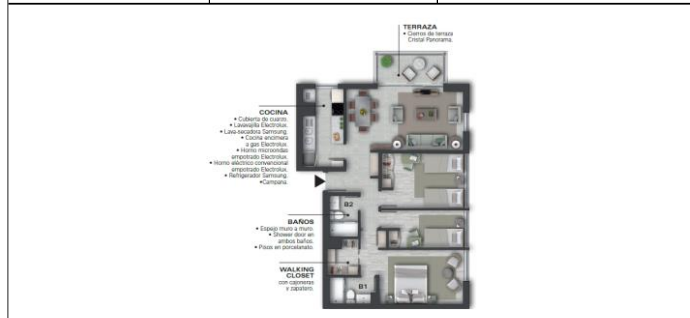 TERRAZA
• Cierros de terraza
Cristal Panorama.
COCINA
• Cubierta de cuarzo.
• Lavavajilla Electrolux.
• Lava-secadora Samsung.
• Cocina encimera
a gas Electrolux.
• Horno microondas
empotrado Electrolux.
• Horno eléctrico convencional
empotrado Electrolux.
• Refrigerador Samsung.
•Campana.
B2
BAÑOS
• Espejo muro a muro.
• Shower door en
ambos baños.
• Pisos en porcelanato.
WALKING
CLOSET
con cajoneras
y zapatero.
B1